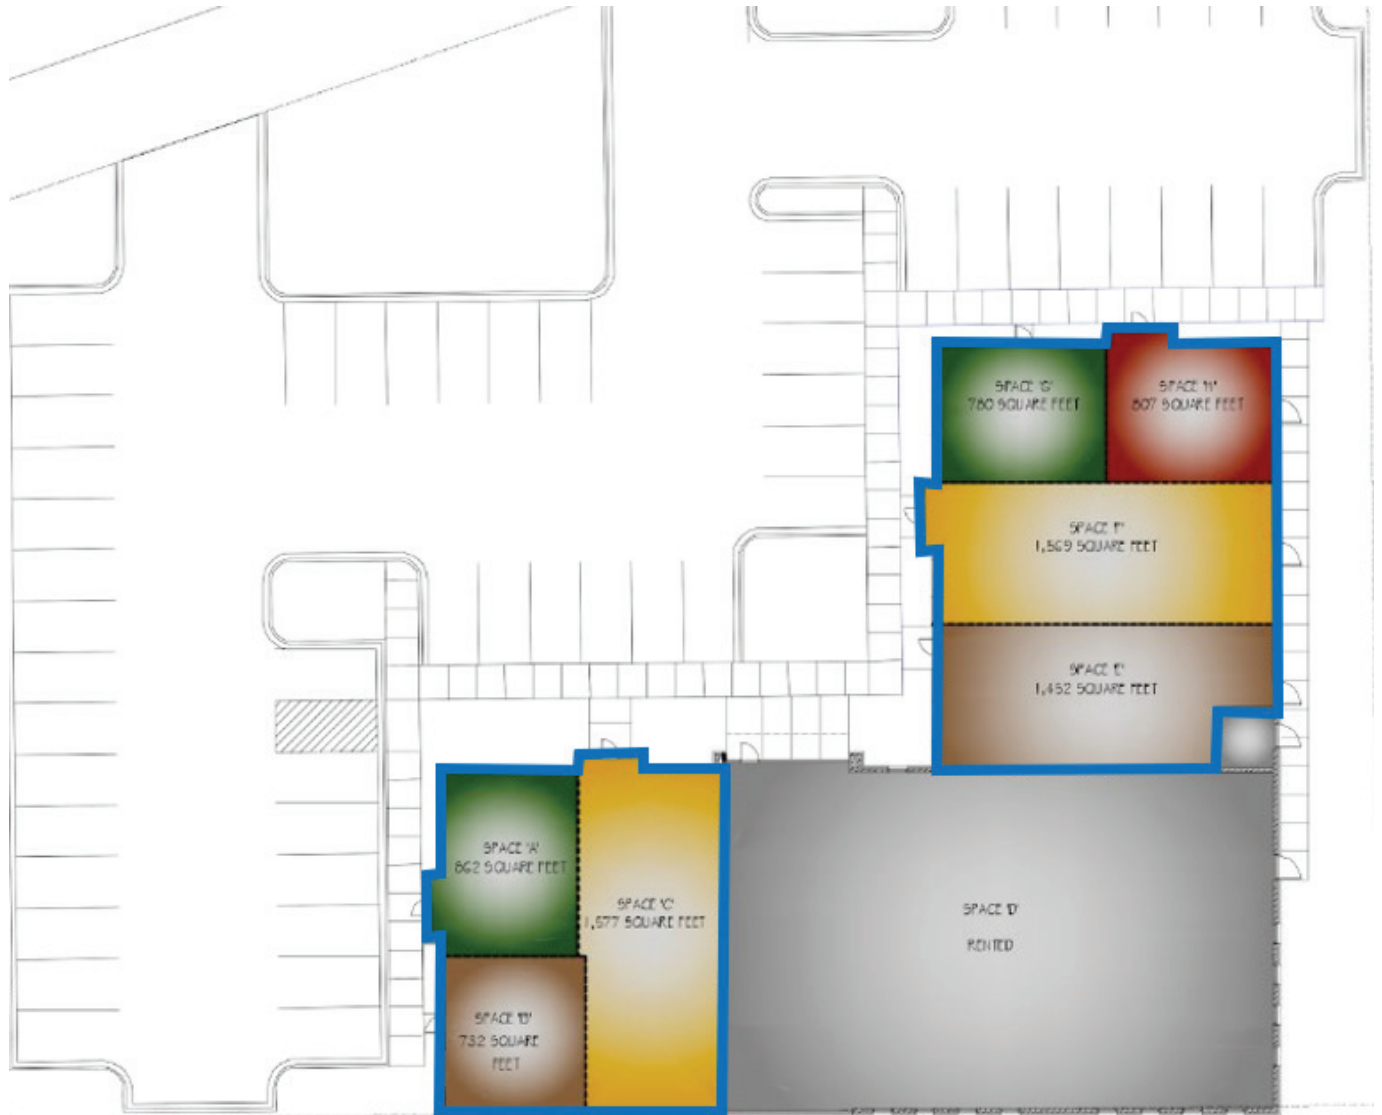 SPACE 'G'
780 SQUARE FEET
SPACE 'H'
807 SQUARE FEET
SPACE 'F'
1,569 SQUARE FEET
SPACE 'E'
1,452 SQUARE FEET
SPACE 'A'
862 SQUARE FEET
SPACE 'C'
1,577 SQUARE FEET
SPACE 'B'
732 SQUARE
FEET
SPACE 'D'
RENTED